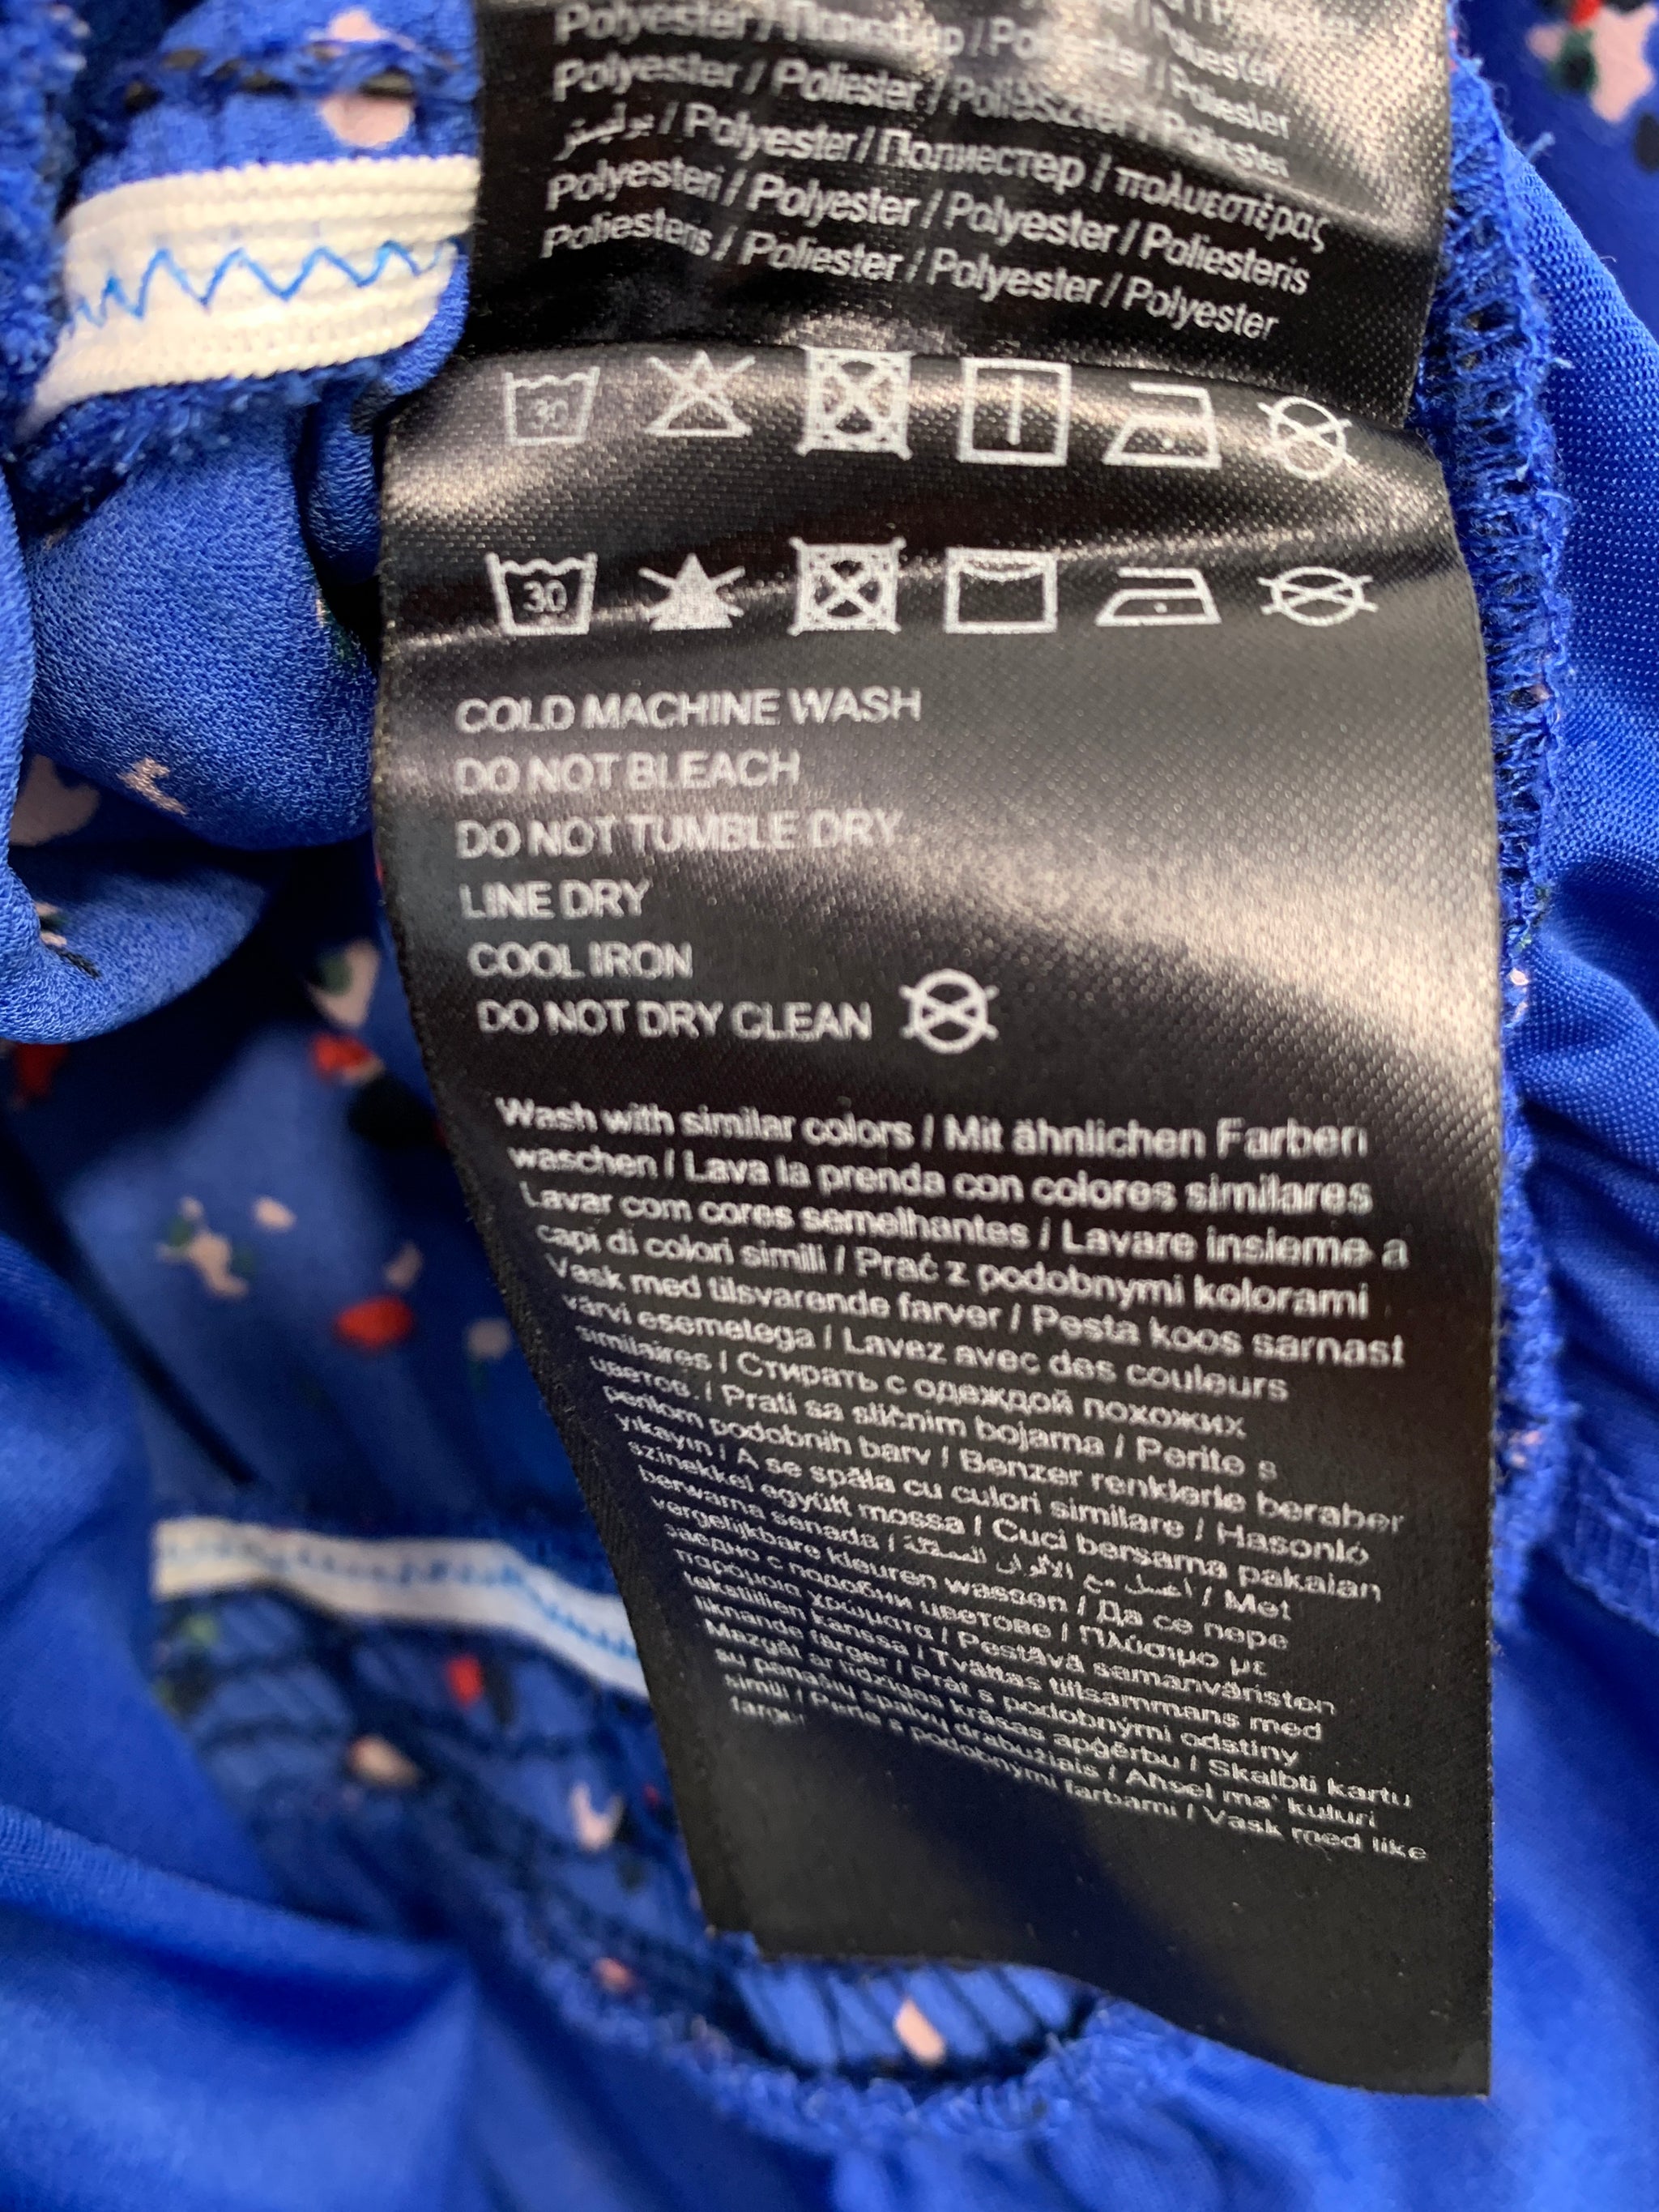 Polyester / Poliester
Polyester / Poliester / Poliészter / Polyester
بوليستر / Polyester / Полиестер / πολυεστέρας
Polyesteri / Polyester / Polyester / Poliesteris
Poliesteris / Poliester / Polyester / Polyester
30
30
COLD MACHINE WASH
DO NOT BLEACH
DO NOT TUMBLE DRY
LINE DRY
COOL IRON
DO NOT DRY CLEAN
Wash with similar colors / Mit ähnlichen Farben
waschen / Lava la prenda con colores similares
Lavar com cores semelhantes / Lavare insieme a
capi di colori simili / Prać z podobnymi kolorami
Vask med tilsvarende farver / Pesta koos sarnast
värvi esemetega / Lavez avec des couleurs
similaires / Стирать с одеждой похожих
цветов. / Prati sa sličnim bojama / Perite s
perilom podobnih barv / Benzer renklerle beraber
yıkayın / A se spăla cu culori similare / Hasonló
színekkel együtt mossa / Cuci bersama pakaian
berwarna senada / اغسل مع الألوان / Met
vergelijkbare kleuren wassen / Да се пере
заедно с подобни цветове / Πλύσιμο με
παρόμοια χρώματα / Pestävä samanväristen
tekstiilien kanssa / Tvättas tillsammans med
liknande färger / Prát s podobnými odstíny
Mazgāt ar līdzīgas krāsas apģērbu / Skalbti kartu
su panašių spalvų drabužiais / Aħsel ma' kuluri
simili / Perte s podobnými farbami / Vask med like
farger